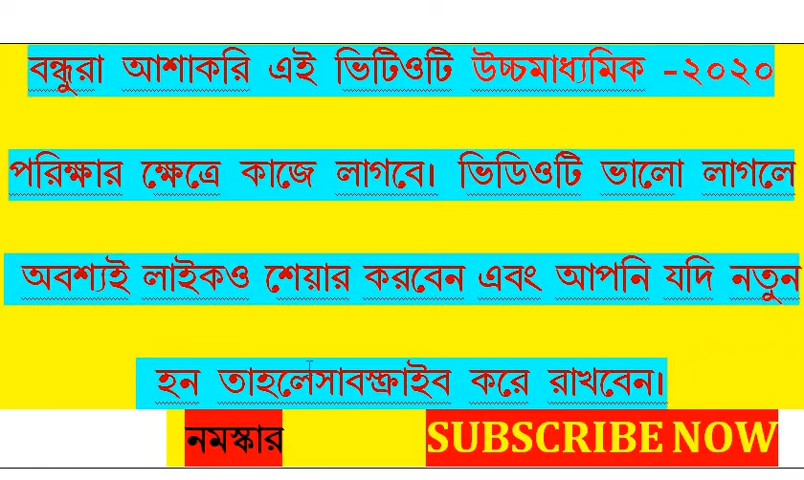 বন্ধুরা আশাকরি এই ভিটিওটি উচ্চমাধ্যমিক -২০২০
পরিক্ষার ক্ষেত্রে কাজে লাগবে। ভিডিওটি ভালো লাগলে
অবশ্যই লাইকও শেয়ার করবেন এবং আপনি যদি নতুন
হন তাহলেসাবস্ক্রাইব করে রাখবেন।
নমস্কার SUBSCRIBE NOW